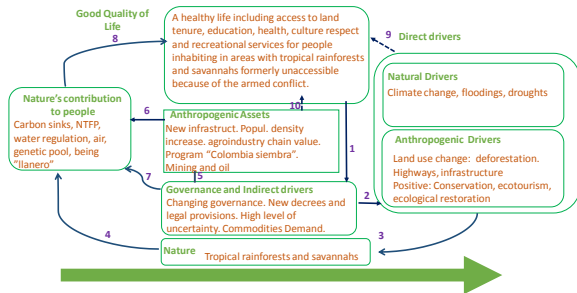 Good Quality of
Life
8
A healthy life including access to land
tenure, education, health, culture respect
and recreational services for people
inhabiting in areas with tropical rainforests
and savannahs formerly unaccessible
because of the armed conflict.
9
Direct drivers
Natural Drivers
Climate change, floodings, droughts
Nature's contribution
to people
Carbon sinks, NTFP,
water regulation, air,
genetic pool, being
"llanero"
6
10
Anthropogenic Assets
New infrastruct. Popul. density
increase. agroindustry chain value.
Program "Colombia siembra".
Mining and oil
1
Anthropogenic Drivers
Land use change: deforestation.
Highways, infrastructure
Positive: Conservation, ecotourism,
ecological restoration
5
7
Governance and Indirect drivers
Changing governance. New decrees and
legal provisions. High level of
uncertainty. Commodities Demand.
2
4
3
Nature
Tropical rainforests and savannahs